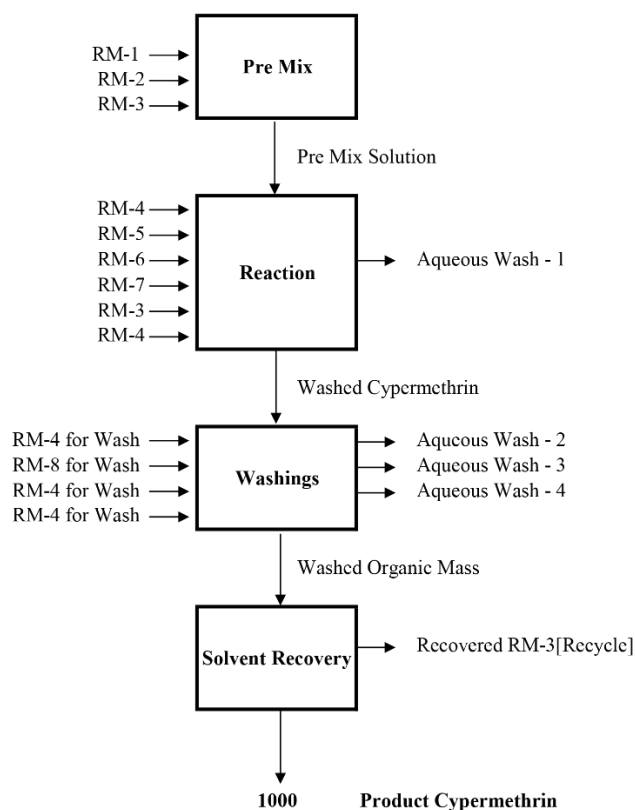 RM-1
RM-2
RM-3
Pre Mix
Pre Mix Solution
RM-4
RM-5
RM-6
RM-7
RM-3
RM-4
Reaction
Aqueous Wash - 1
Washed Cypermethrin
RM-4 for Wash
RM-8 for Wash
RM-4 for Wash
RM-4 for Wash
Washings
Aqueous Wash - 2
Aqueous Wash - 3
Aqueous Wash - 4
Washed Organic Mass
Solvent Recovery
Recovered RM-3[Recycle]
1000 Product Cypermethrin